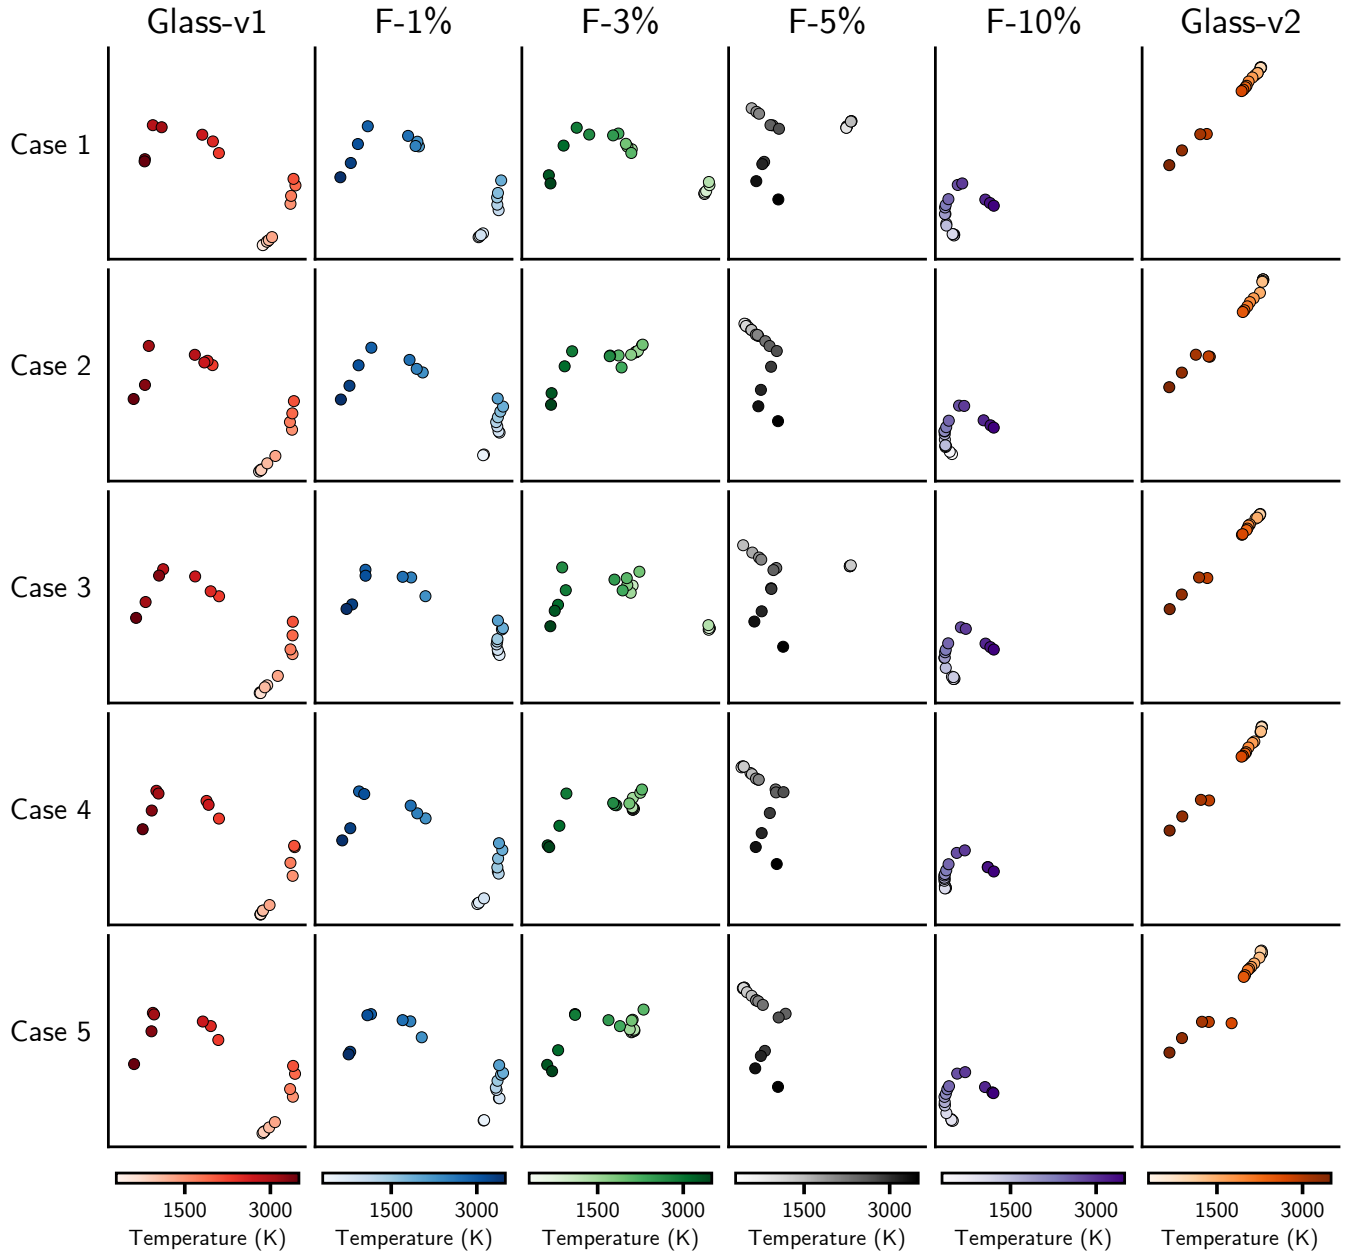 Glass-v1 F-1% F-3% F-5% F-10% Glass-v2
Case 1
Case 2
Case 3
Case 4
Case 5
1500 3000 1500 3000 1500 3000 1500 3000 1500 3000 1500 3000
Temperature (K) Temperature (K) Temperature (K) Temperature (K) Temperature (K) Temperature (K)